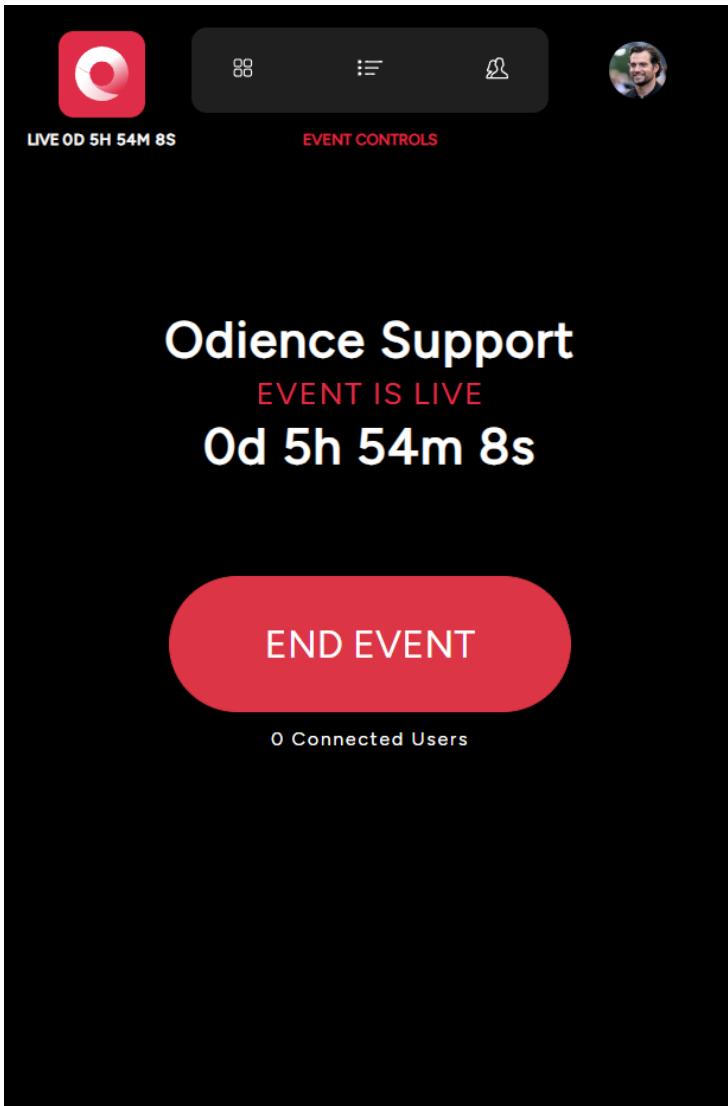 LIVE 0D 5H 54M 8S
EVENT CONTROLS
Odience Support
EVENT IS LIVE
0d 5h 54m 8s
END EVENT
0 Connected Users